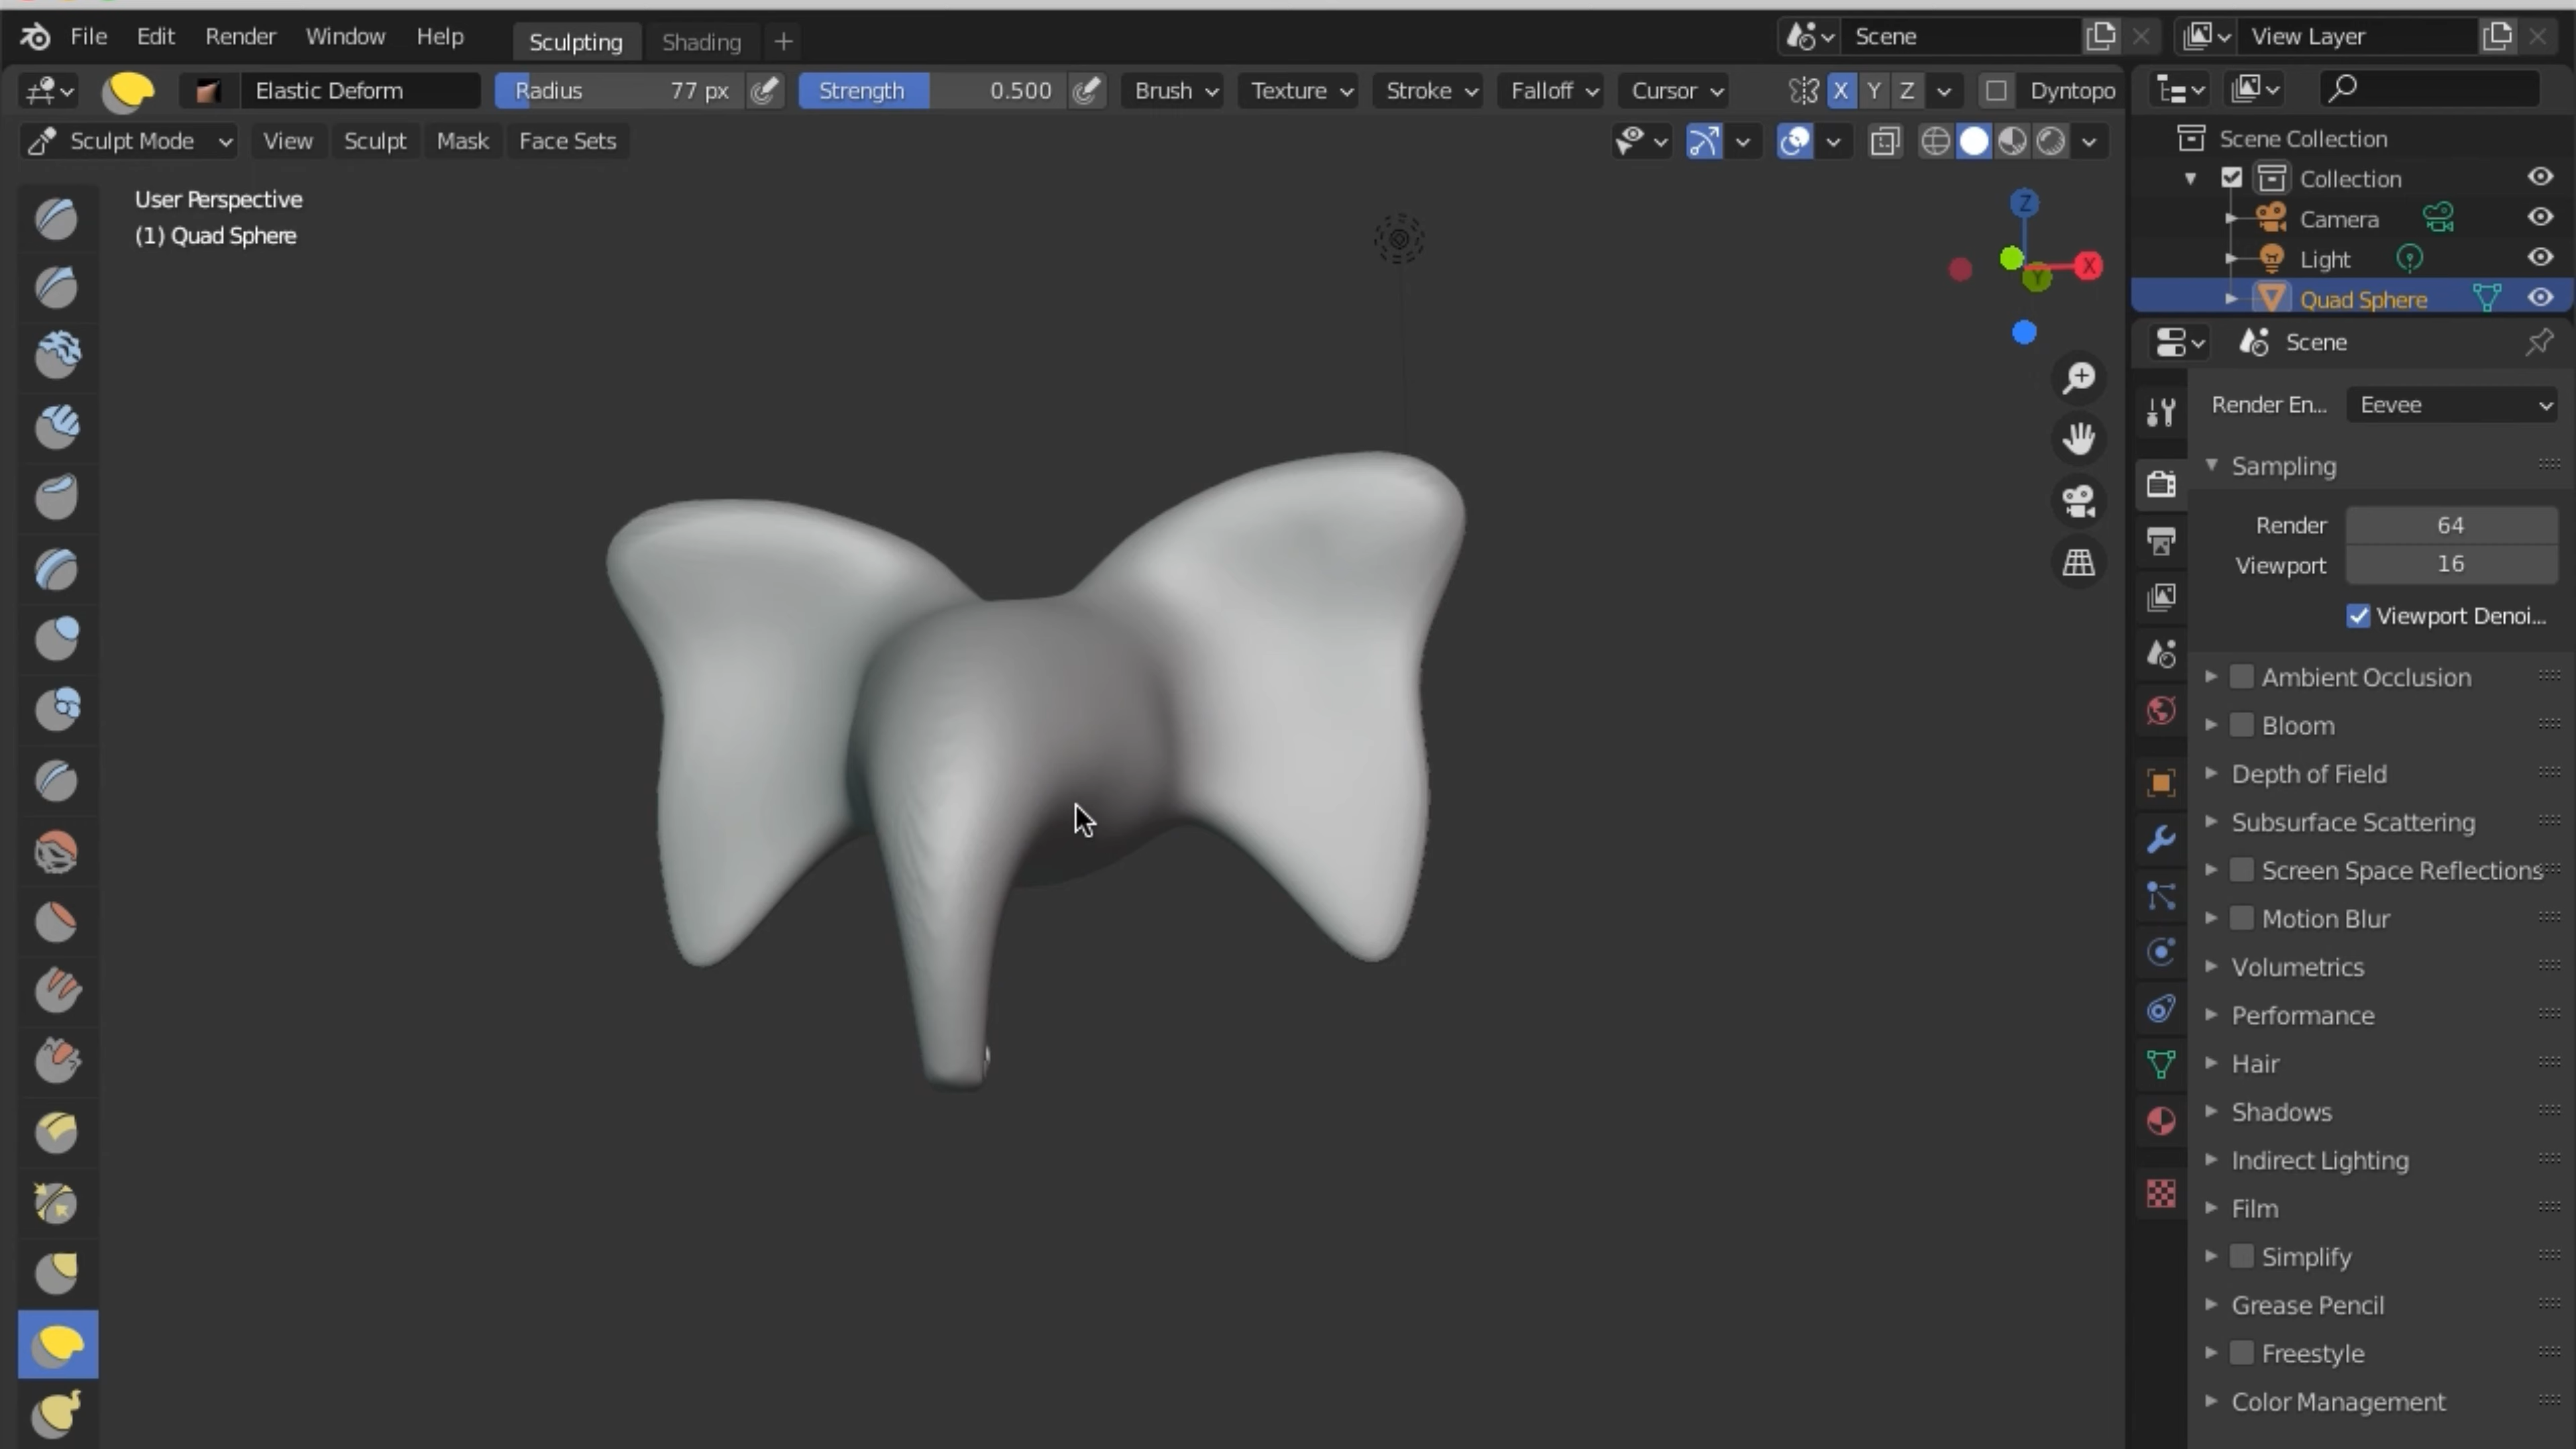 File Edit Render Window Help Sculpting Shading + Scene View Layer
Elastic Deform Radius 77 px Strength 0.500 Brush Texture Stroke Falloff Cursor X Y Z Dyntopo
Sculpt Mode View Sculpt Mask Face Sets
User Perspective
(1) Quad Sphere
Z
X
Y
Scene Collection
Collection
Camera
Light
Quad Sphere
Scene
Render En... Eevee
Sampling
Render 64
Viewport 16
Viewport Denoi...
Ambient Occlusion
Bloom
Depth of Field
Subsurface Scattering
Screen Space Reflections
Motion Blur
Volumetrics
Performance
Hair
Shadows
Indirect Lighting
Film
Simplify
Grease Pencil
Freestyle
Color Management